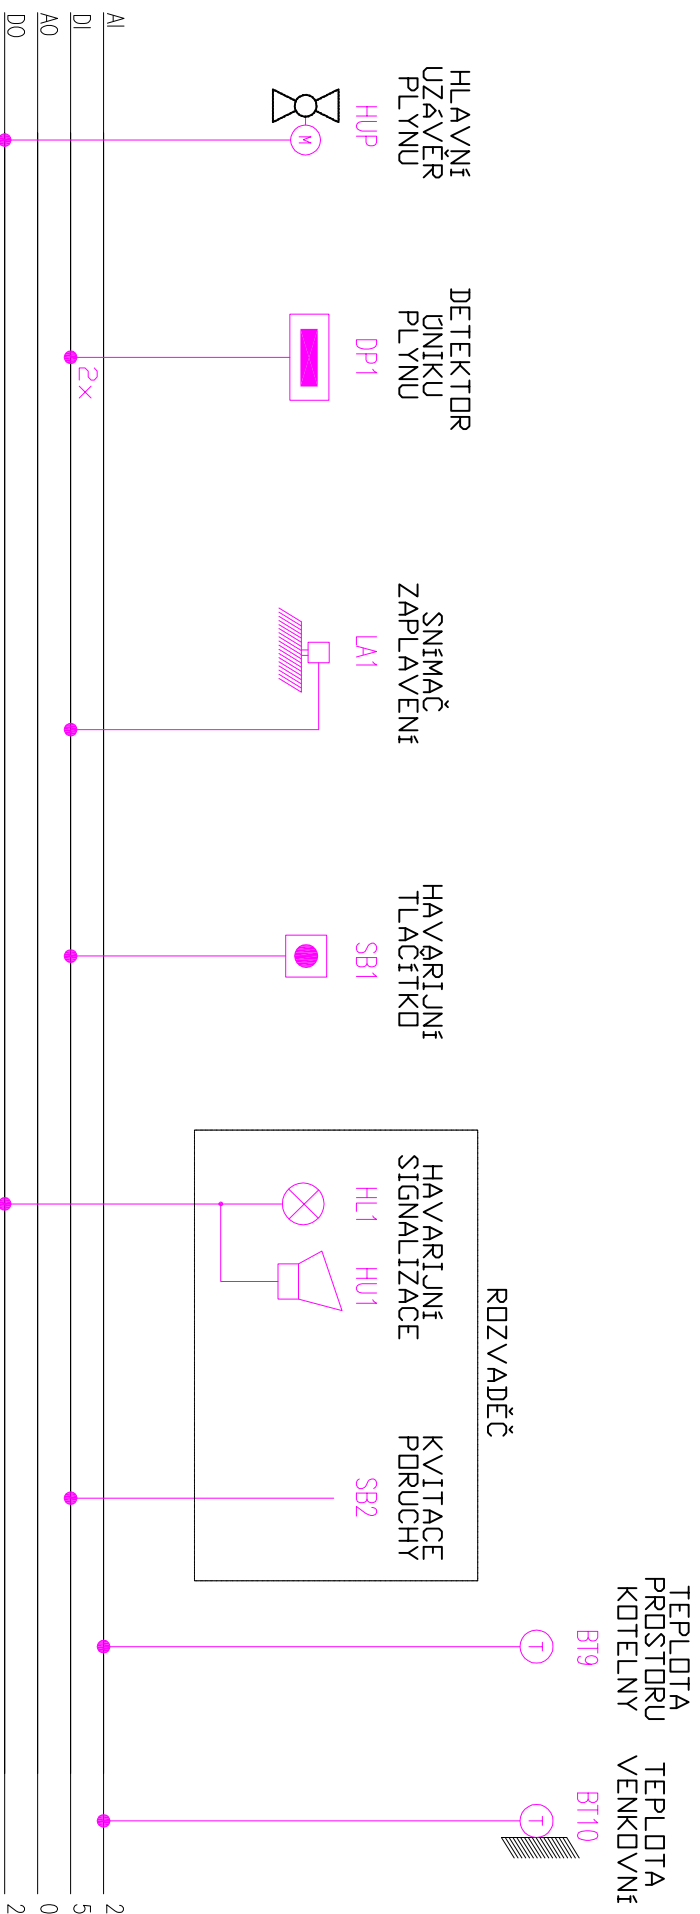 HLAVNÍ
UZÁVĚR
PLYNU
HUP
M
DETEKTOR
ÚNIKU
PLYNU
DP1
2x
SNÍMAČ
ZAPLAVENÍ
LA1
HAVARIJNÍ
TLAČÍTKO
SB1
ROZVADĚČ
HAVARIJNÍ
SIGNALIZACE
HL1
HU1
KVITACE
PORUCHY
SB2
TEPLOTA
PROSTORU
KOTELNY
BT9
T
TEPLOTA
VENKOVNÍ
BT10
T
AI 2
DI 5
AO 0
DO 2